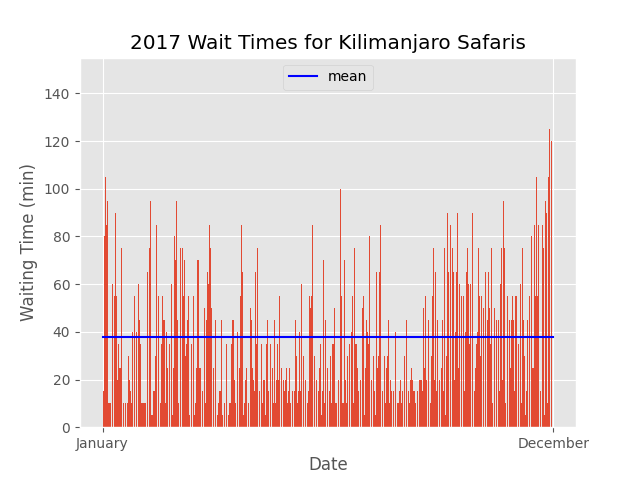 2017 Wait Times for Kilimanjaro Safaris
mean
140
120
100
80
60
40
20
0
Waiting Time (min)
January
December
Date